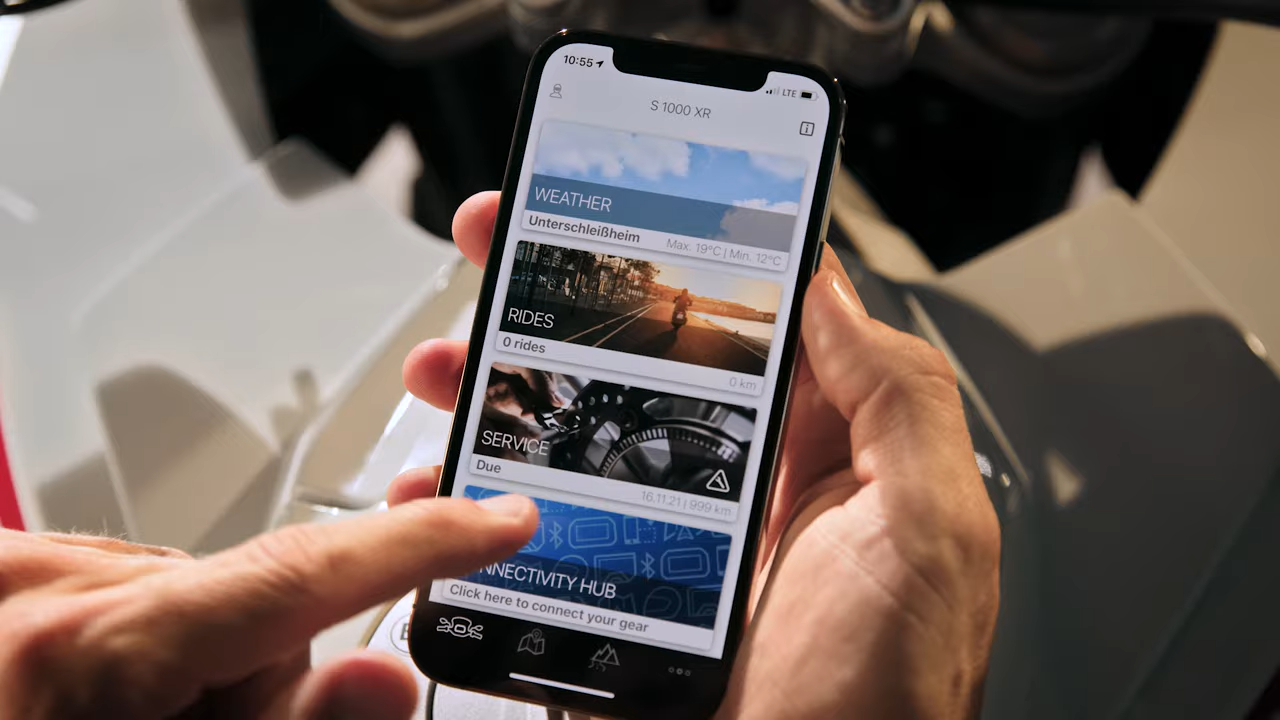 10:55
LTE
S 1000 XR
WEATHER
Unterschleißheim
Max. 19°C | Min. 12°C
RIDES
0 rides
0 km
SERVICE
Due
16.11.21 | 999 km
NNECTIVITY HUB
Click here to connect your gear